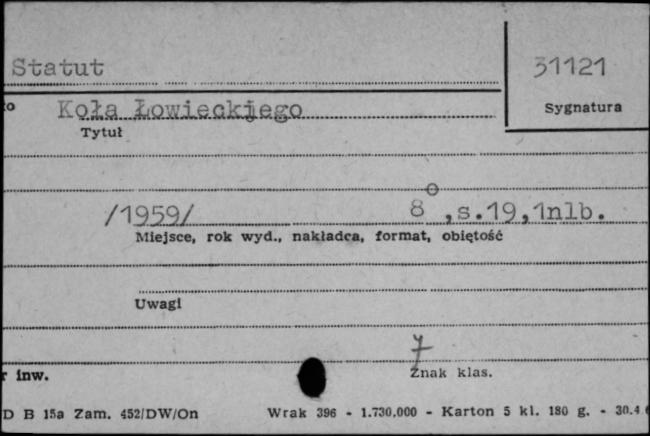 Statut
31121
Sygnatura
Koła Łowieckiego
Tytuł
/1959/ 8°, s.19,1nlb.
Miejsce, rok wyd., nakładca, format, objętość
Uwagi
7
r inw.
Znak klas.
D B 15a Zam. 452/DW/On Wrak 396 - 1.730.000 - Karton 5 kl. 180 g. - 30.4